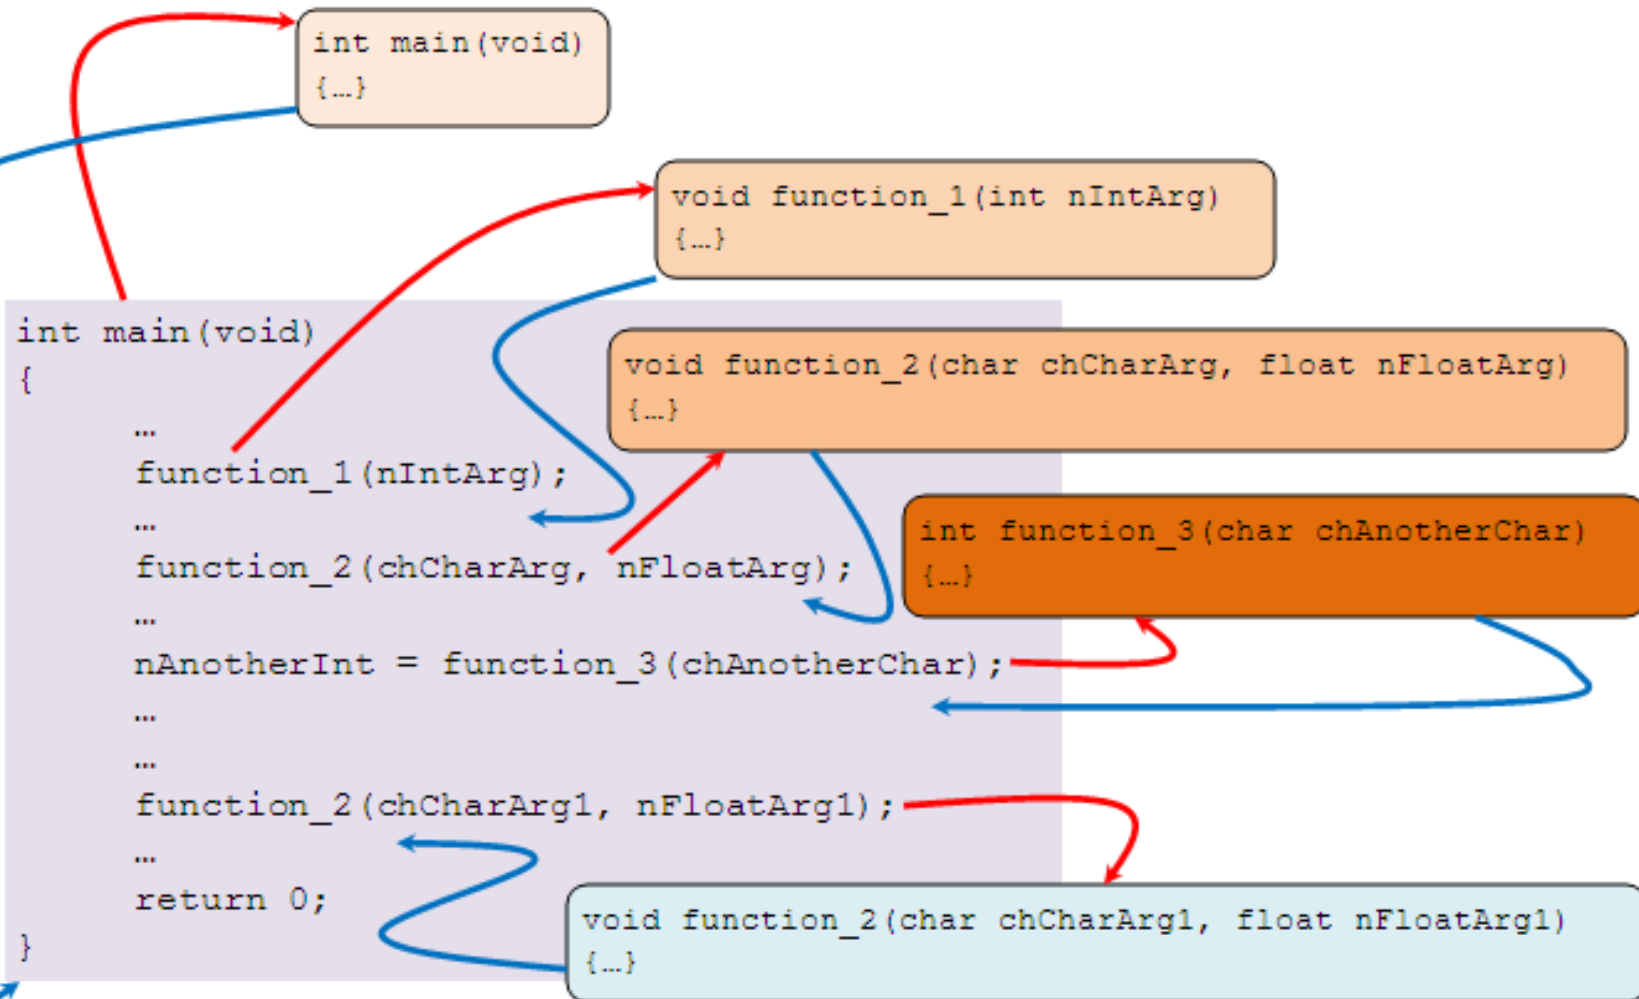 int main(void)
{…}
void function_1(int nIntArg)
{…}
int main(void)
{
void function_2(char chCharArg, float nFloatArg)
{…}
…
function_1(nIntArg);
…
int function_3(char chAnotherChar)
{…}
function_2(chCharArg, nFloatArg);
…
nAnotherInt = function_3(chAnotherChar);
…
…
function_2(chCharArg1, nFloatArg1);
…
return 0;
}
void function_2(char chCharArg1, float nFloatArg1)
{…}